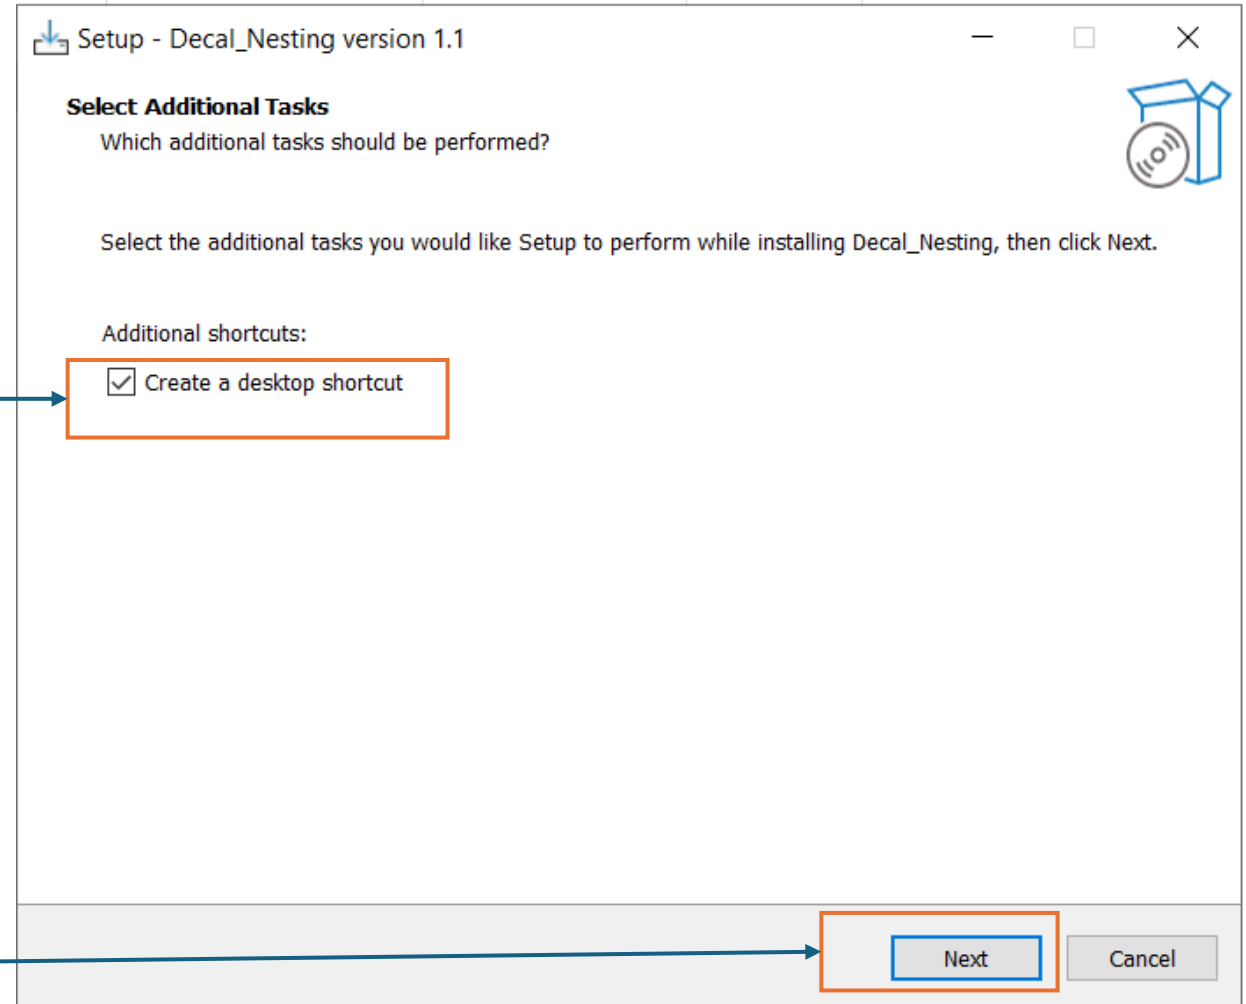 Setup - Decal_Nesting version 1.1
Select Additional Tasks
Which additional tasks should be performed?
Select the additional tasks you would like Setup to perform while installing Decal_Nesting, then click Next.
Additional shortcuts:
Create a desktop shortcut
Next
Cancel